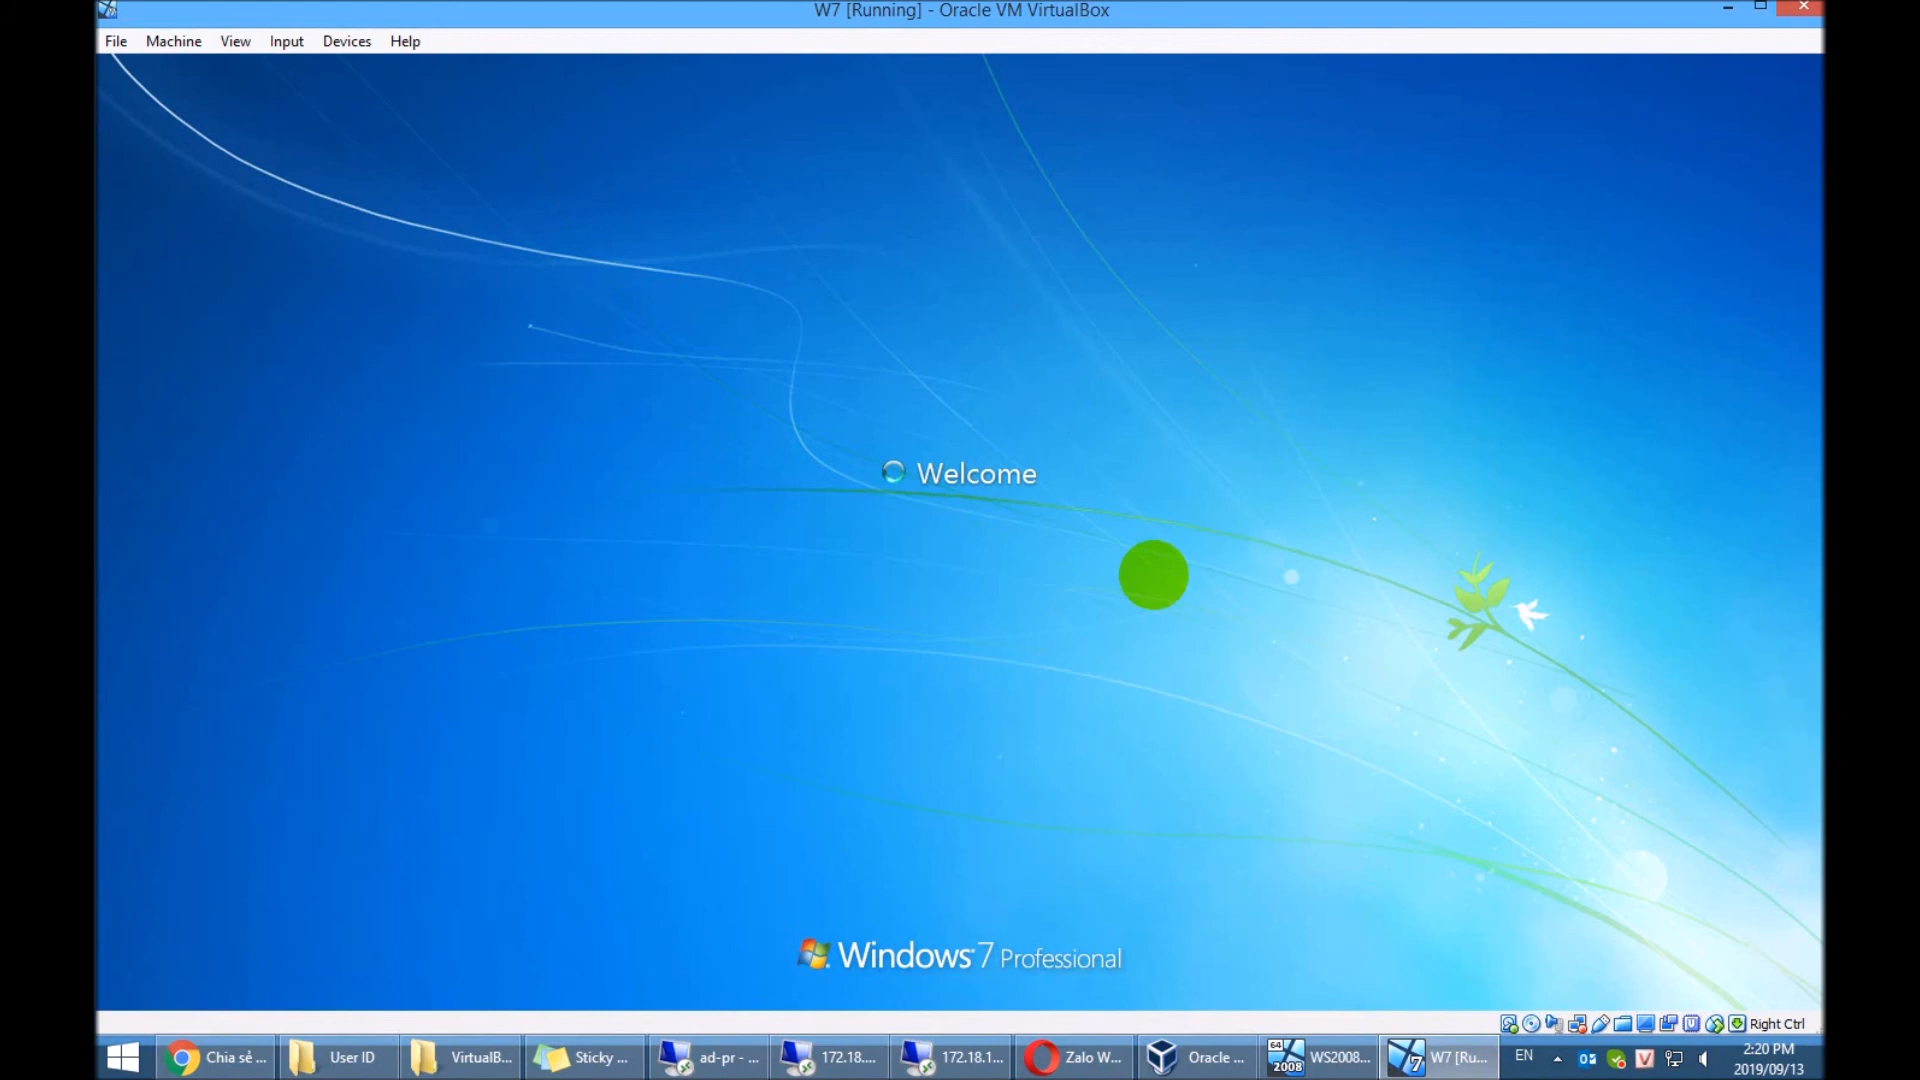 W7 [Running] - Oracle VM VirtualBox
File Machine View Input Devices Help
Welcome
Windows 7 Professional
Right Ctrl
Chia sẻ ...
User ID
VirtualB...
Sticky ...
ad-pr - ...
172.18....
172.18.1...
Zalo W...
Oracle ...
64
2008
WS2008...
7
W7 [Ru...
EN
2:20 PM
2019/09/13